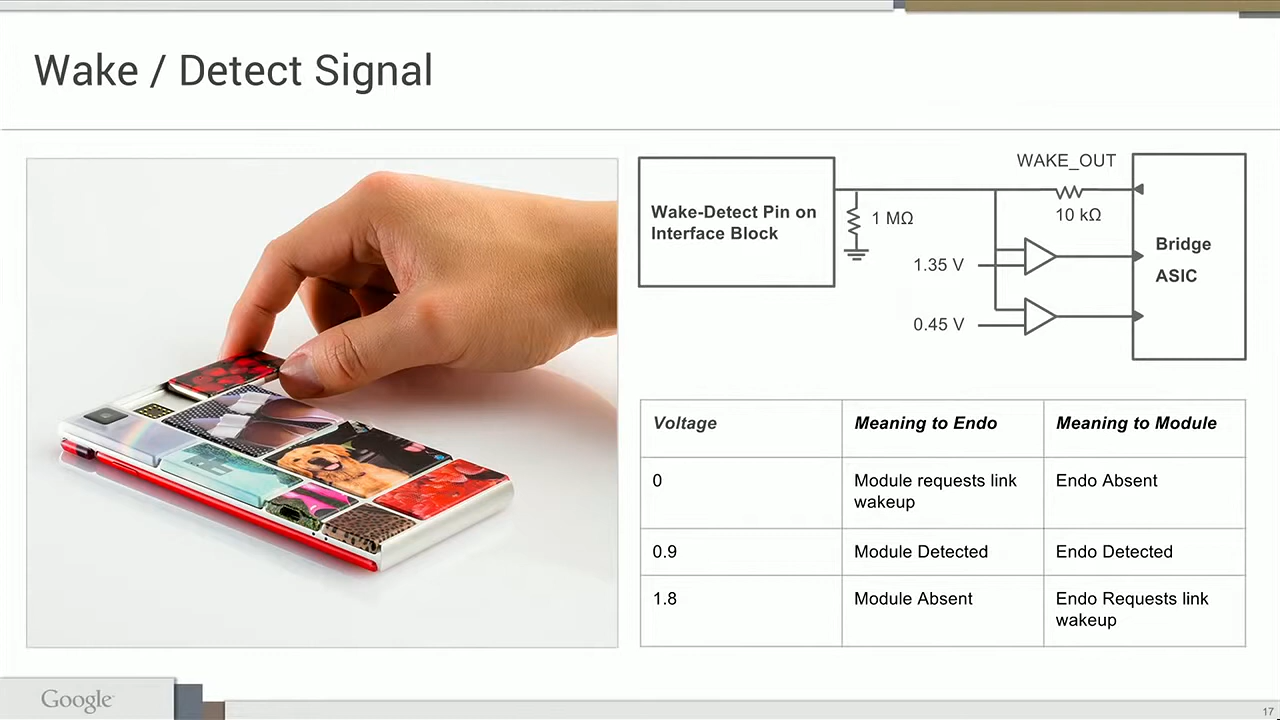 Wake / Detect Signal
WAKE_OUT
Wake-Detect Pin on
Interface Block
1 MΩ
10 kΩ
1.35 V
0.45 V
Bridge
ASIC
Voltage Meaning to Endo Meaning to Module
0 Module requests link Endo Absent
wakeup
0.9 Module Detected Endo Detected
1.8 Module Absent Endo Requests link
wakeup
Google
17